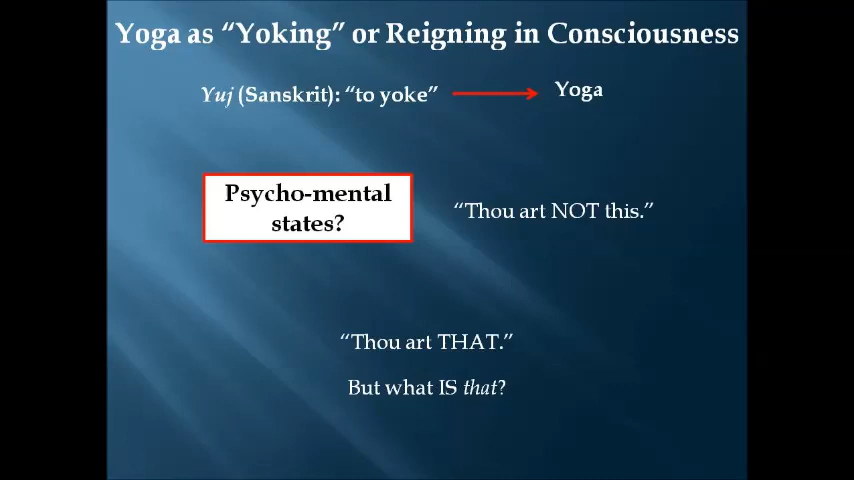 Yoga as “Yoking” or Reigning in Consciousness
Yuj (Sanskrit): “to yoke” Yoga
Psycho-mental
states?
“Thou art NOT this.”
“Thou art THAT.”
But what IS that?